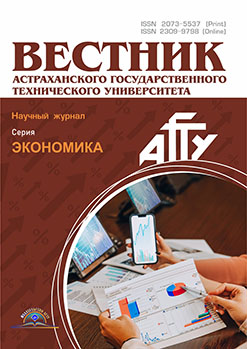 ISSN 2073-5537 (Print)
ISSN 2309-9798 (Online)
ВЕСТНИК
АСТРАХАНСКОГО ГОСУДАРСТВЕННОГО
ТЕХНИЧЕСКОГО УНИВЕРСИТЕТА
Научный журнал
Серия
ЭКОНОМИКА
АГТУ